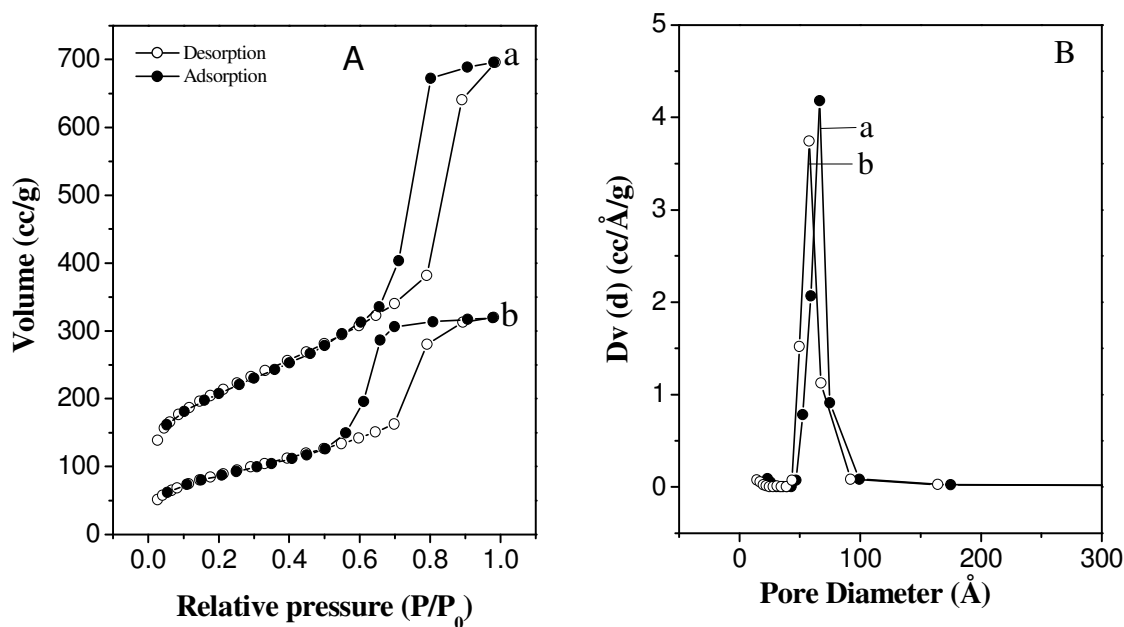 A
a
Desorption
Adsorption
b
Volume (cc/g)
700
600
500
400
300
200
100
0
0.0 0.2 0.4 0.6 0.8 1.0
Relative pressure (P/P0)
B
a
b
Dv (d) (cc/Å/g)
5
4
3
2
1
0
0 100 200 300
Pore Diameter (Å)